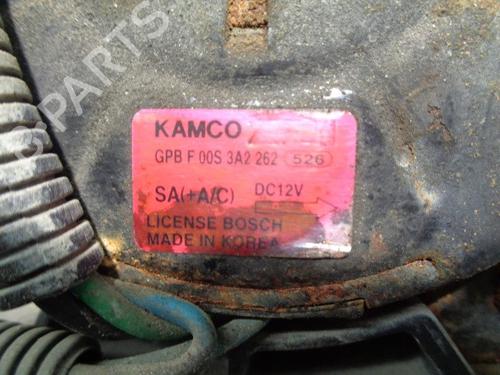 KAMCO
GPB F 00S 3A2 262 526
SA(+A/C) DC12V
LICENSE BOSCH
MADE IN KOREA
PARTS